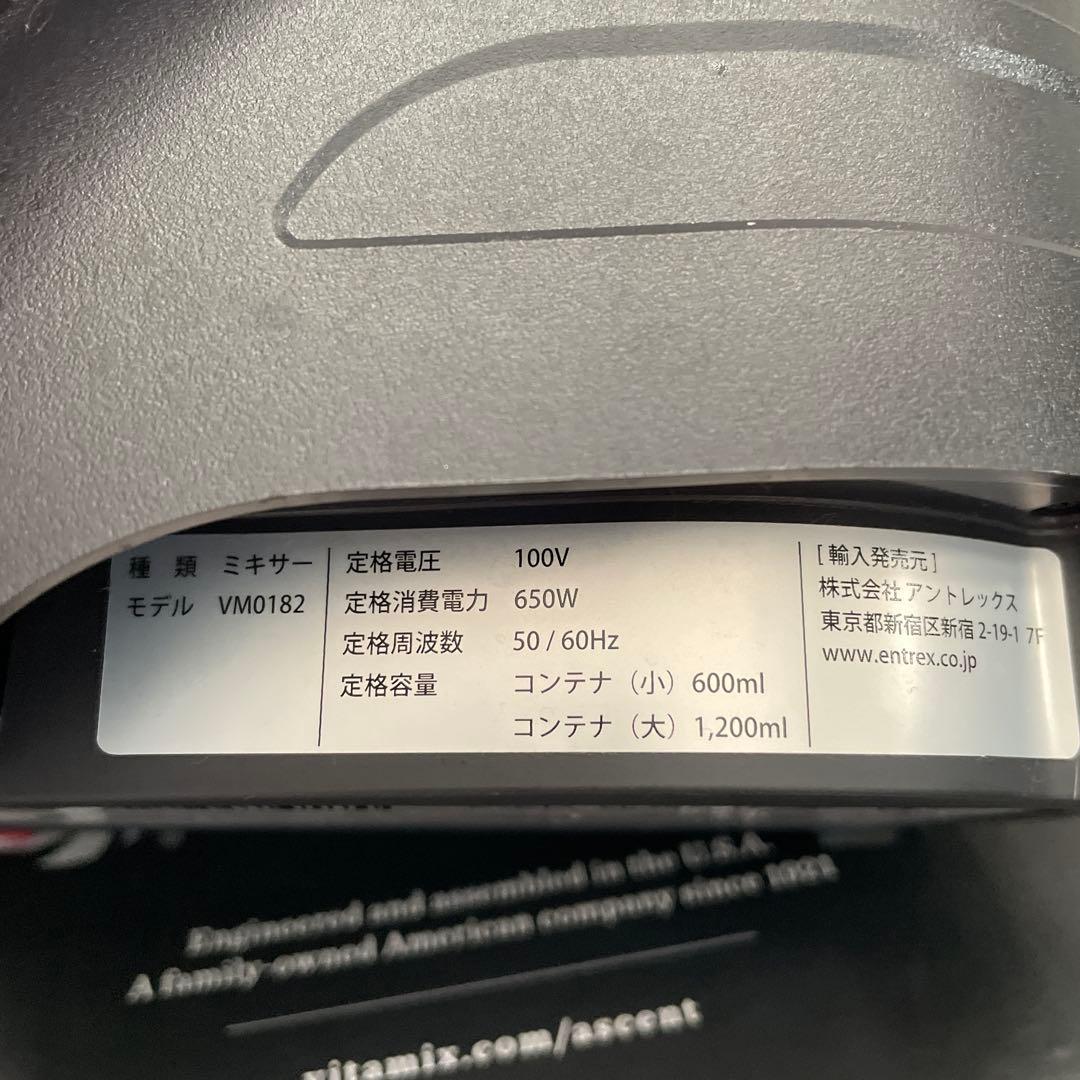 種 類 ミキサー
モデル VM0182
定格電圧 100V
定格消費電力 650W
定格周波数 50 / 60Hz
定格容量 コンテナ（小）600ml
コンテナ（大）1,200ml
[ 輸入発売元 ]
株式会社 アントレックス
東京都新宿区新宿 2-19-1 7F
www.entrex.co.jp
Engineered and assembled in the U.S.A.
A family-owned American company since 1921
vitamix.com/ascent